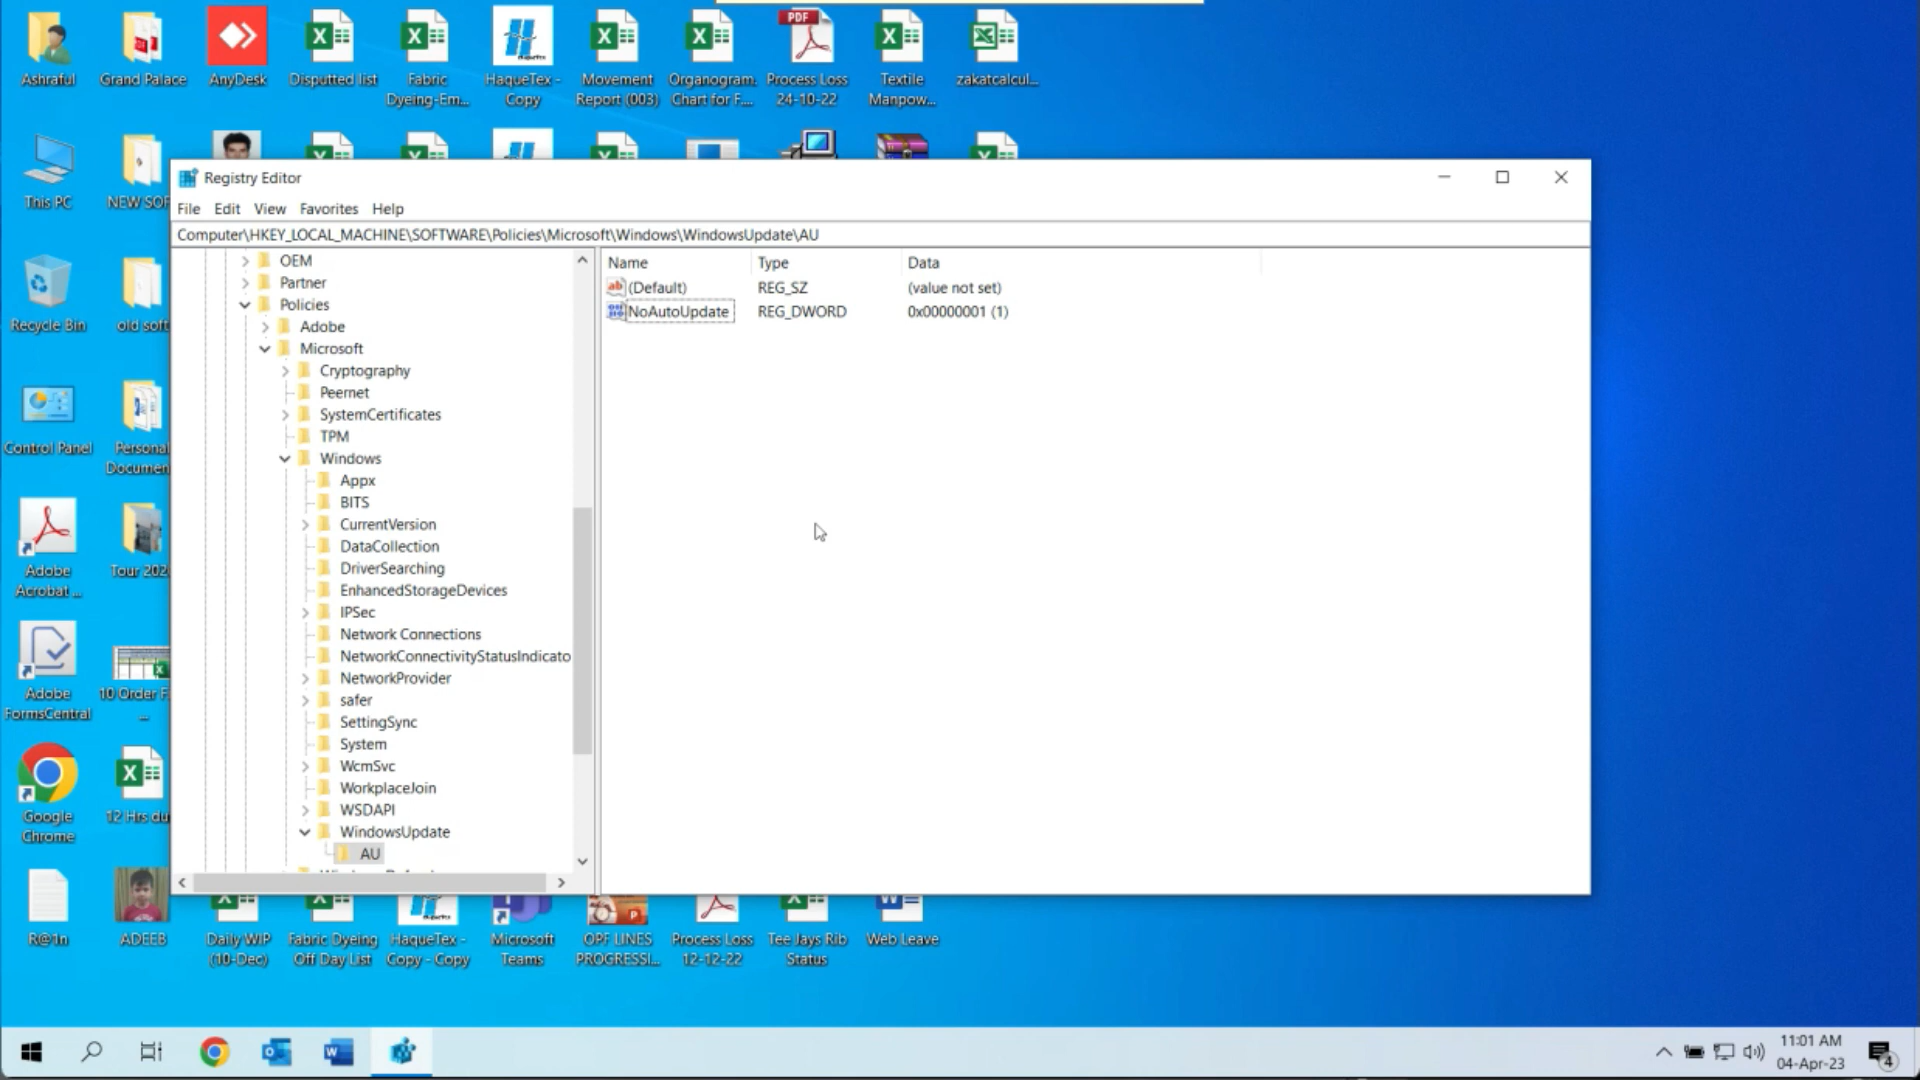 Ashraful
Grand Palace
AnyDesk
Disputted list
Fabric
Dyeing-Em...
HaqueTex -
Copy
Movement
Report (003)
Organogram
Chart for F....
PDF
Process Loss
24-10-22
Textile
Manpow...
zakatcalcul...
This PC
NEW SOF
Recycle Bin
old soft
Control Panel
Personal
Documen
Adobe
Acrobat ...
Tour 202
Adobe
FormsCentral
10 Order F
...
Google
Chrome
12 Hrs du
R@1n
ADEEB
Daily WIP
(10-Dec)
Fabric Dyeing
Off Day List
HaqueTex -
Copy - Copy
Microsoft
Teams
OPF LINES
PROGRESSI...
Process Loss
12-12-22
Tee Jays Rib
Status
Web Leave
Registry Editor
File Edit View Favorites Help
Computer\HKEY_LOCAL_MACHINE\SOFTWARE\Policies\Microsoft\Windows\WindowsUpdate\AU
OEM
Partner
Policies
Adobe
Microsoft
Cryptography
Peernet
SystemCertificates
TPM
Windows
Appx
BITS
CurrentVersion
DataCollection
DriverSearching
EnhancedStorageDevices
IPSec
Network Connections
NetworkConnectivityStatusIndicato
NetworkProvider
safer
SettingSync
System
WcmSvc
WorkplaceJoin
WSDAPI
WindowsUpdate
AU
Name Type Data
(Default) REG_SZ (value not set)
NoAutoUpdate REG_DWORD 0x00000001 (1)
11:01 AM
04-Apr-23
4